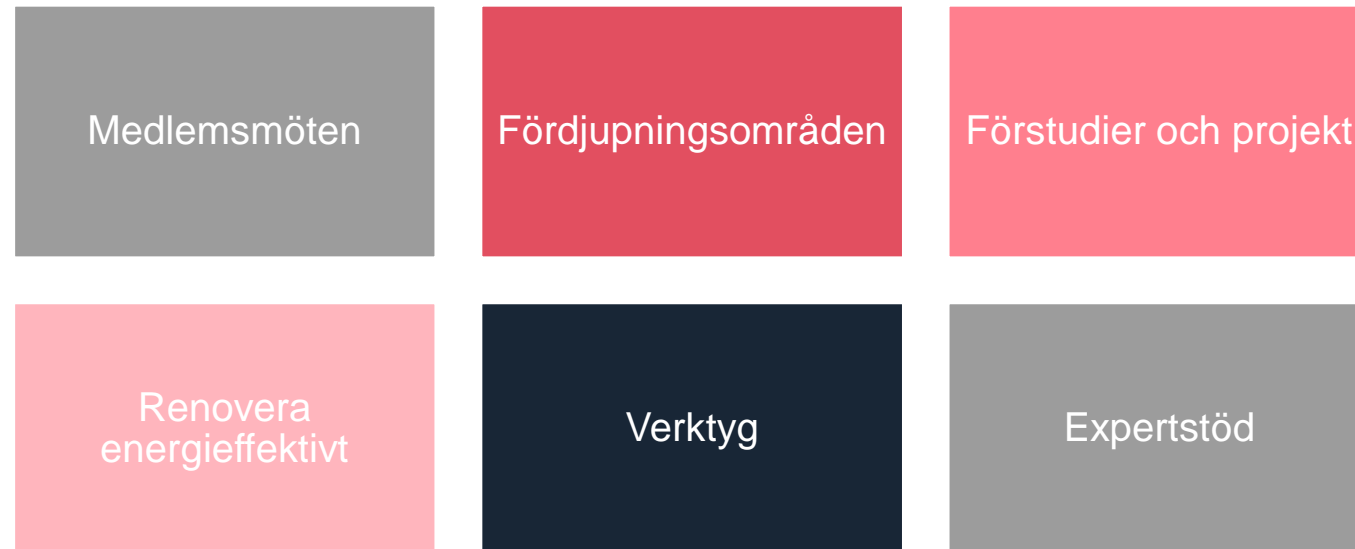 Medlemsmöten
Fördjupningsområden
Förstudier och projekt
Renovera
energieffektivt
Verktyg
Expertstöd